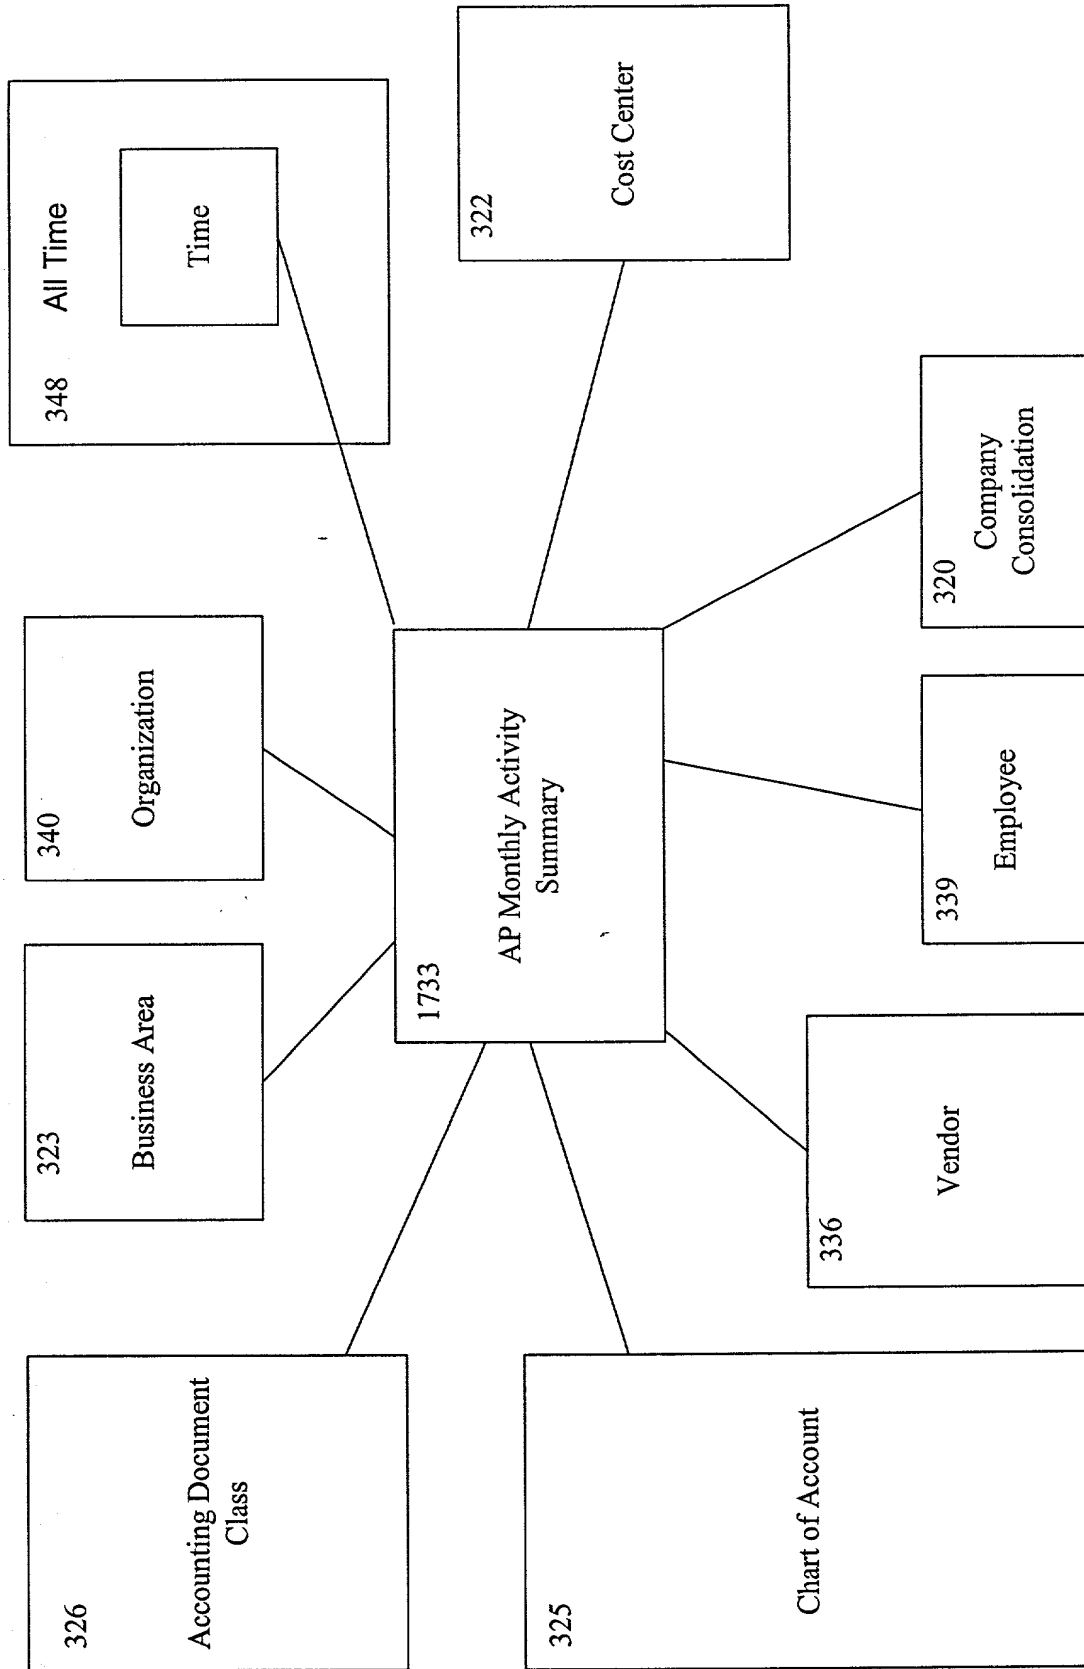 326
Accounting Document
Class
323
Business Area
340
Organization
348
All Time
Time
1733
AP Monthly Activity
Summary
322
Cost Center
325
Chart of Account
336
Vendor
339
Employee
320
Company
Consolidation